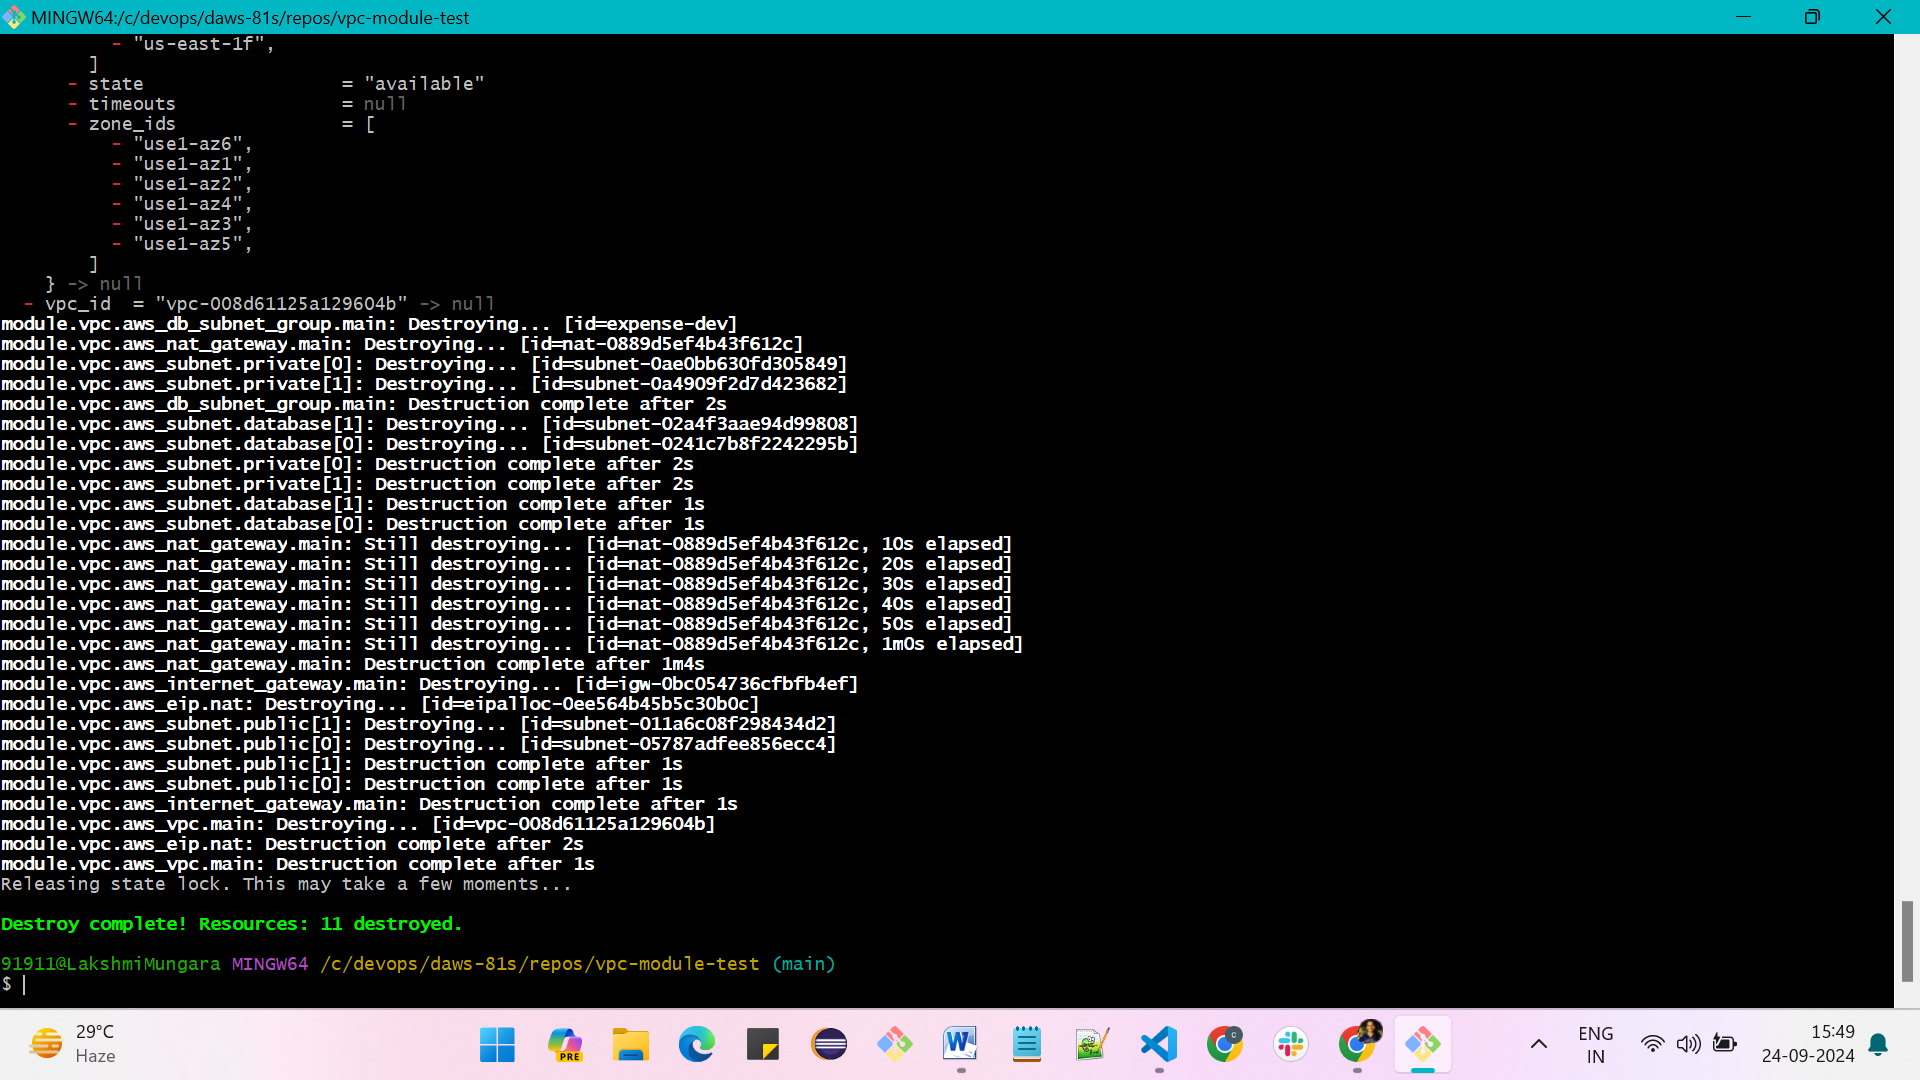 MINGW64:/c/devops/daws-81s/repos/vpc-module-test
- "us-east-1f",
]
- state = "available"
- timeouts = null
- zone_ids = [
- "use1-az6",
- "use1-az1",
- "use1-az2",
- "use1-az4",
- "use1-az3",
- "use1-az5",
]
} -> null
- vpc_id = "vpc-008d61125a129604b" -> null
module.vpc.aws_db_subnet_group.main: Destroying... [id=expense-dev]
module.vpc.aws_nat_gateway.main: Destroying... [id=nat-0889d5ef4b43f612c]
module.vpc.aws_subnet.private[0]: Destroying... [id=subnet-0ae0bb630fd305849]
module.vpc.aws_subnet.private[1]: Destroying... [id=subnet-0a4909f2d7d423682]
module.vpc.aws_db_subnet_group.main: Destruction complete after 2s
module.vpc.aws_subnet.database[1]: Destroying... [id=subnet-02a4f3aae94d99808]
module.vpc.aws_subnet.database[0]: Destroying... [id=subnet-0241c7b8f2242295b]
module.vpc.aws_subnet.private[0]: Destruction complete after 2s
module.vpc.aws_subnet.private[1]: Destruction complete after 2s
module.vpc.aws_subnet.database[1]: Destruction complete after 1s
module.vpc.aws_subnet.database[0]: Destruction complete after 1s
module.vpc.aws_nat_gateway.main: Still destroying... [id=nat-0889d5ef4b43f612c, 10s elapsed]
module.vpc.aws_nat_gateway.main: Still destroying... [id=nat-0889d5ef4b43f612c, 20s elapsed]
module.vpc.aws_nat_gateway.main: Still destroying... [id=nat-0889d5ef4b43f612c, 30s elapsed]
module.vpc.aws_nat_gateway.main: Still destroying... [id=nat-0889d5ef4b43f612c, 40s elapsed]
module.vpc.aws_nat_gateway.main: Still destroying... [id=nat-0889d5ef4b43f612c, 50s elapsed]
module.vpc.aws_nat_gateway.main: Still destroying... [id=nat-0889d5ef4b43f612c, 1m0s elapsed]
module.vpc.aws_nat_gateway.main: Destruction complete after 1m4s
module.vpc.aws_internet_gateway.main: Destroying... [id=igw-0bc054736cfbfb4ef]
module.vpc.aws_eip.nat: Destroying... [id=eipalloc-0ee564b45b5c30b0c]
module.vpc.aws_subnet.public[1]: Destroying... [id=subnet-011a6c08f298434d2]
module.vpc.aws_subnet.public[0]: Destroying... [id=subnet-05787adfee856ecc4]
module.vpc.aws_subnet.public[1]: Destruction complete after 1s
module.vpc.aws_subnet.public[0]: Destruction complete after 1s
module.vpc.aws_internet_gateway.main: Destruction complete after 1s
module.vpc.aws_vpc.main: Destroying... [id=vpc-008d61125a129604b]
module.vpc.aws_eip.nat: Destruction complete after 2s
module.vpc.aws_vpc.main: Destruction complete after 1s
Releasing state lock. This may take a few moments...
Destroy complete! Resources: 11 destroyed.
91911@LakshmiMungara MINGW64 /c/devops/daws-81s/repos/vpc-module-test (main)
$
29°C
Haze
PRE
ENG
IN
15:49
24-09-2024